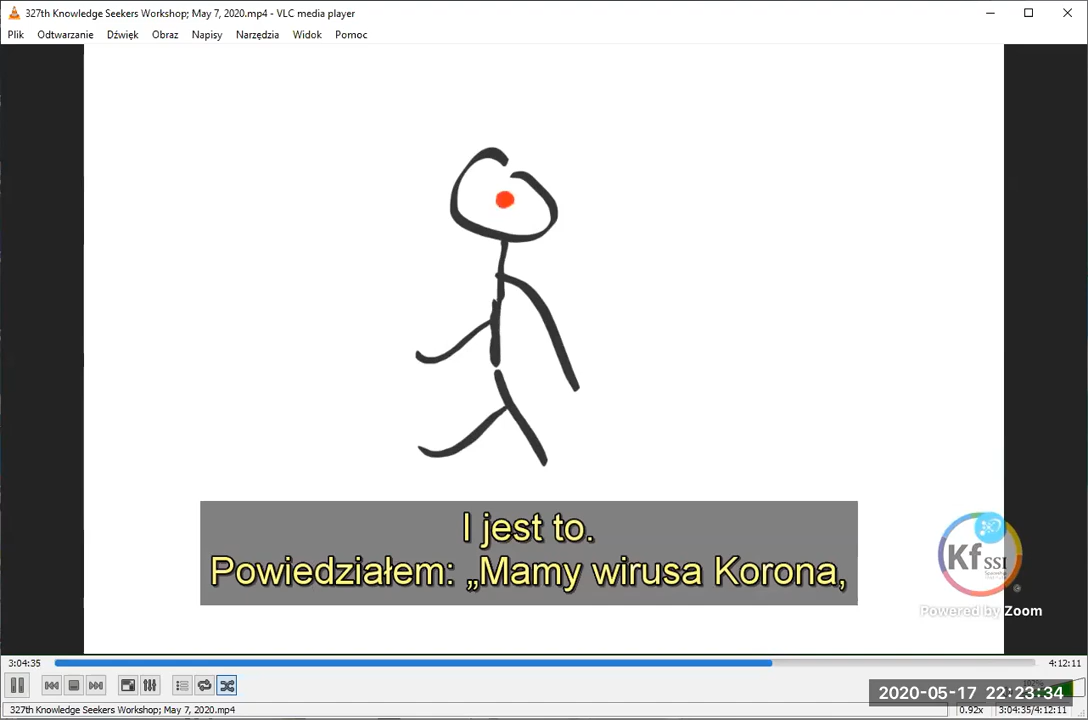 327th Knowledge Seekers Workshop; May 7, 2020.mp4 - VLC media player
Plik Odtwarzanie Dźwięk Obraz Napisy Narzędzia Widok Pomoc
I jest to.
Powiedziałem: „Mamy wirusa Korona,
Kf SSI
Powered by Zoom
3:04:35 4:12:11
2020-05-17 22:23:34
327th Knowledge Seekers Workshop; May 7, 2020.mp4 0.92x 3:04:35/4:12:11